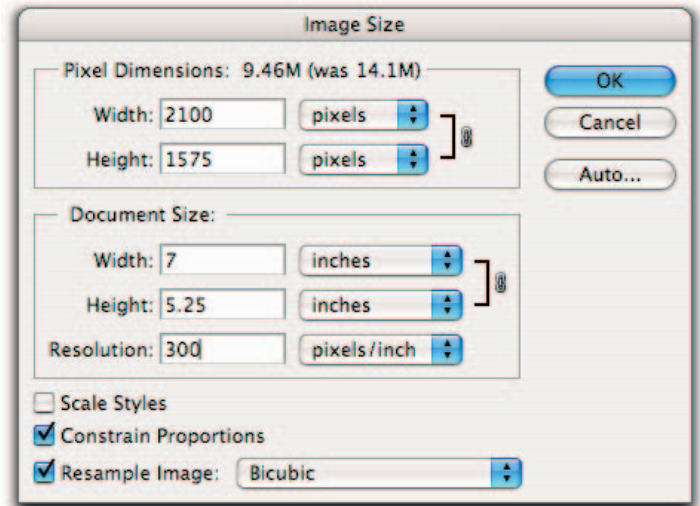 Image Size
Pixel Dimensions: 9.46M (was 14.1M)
Width: 2100 pixels
Height: 1575 pixels
OK
Cancel
Auto...
Document Size:
Width: 7 inches
Height: 5.25 inches
Resolution: 300 pixels/inch
Scale Styles
Constrain Proportions
Resample Image: Bicubic